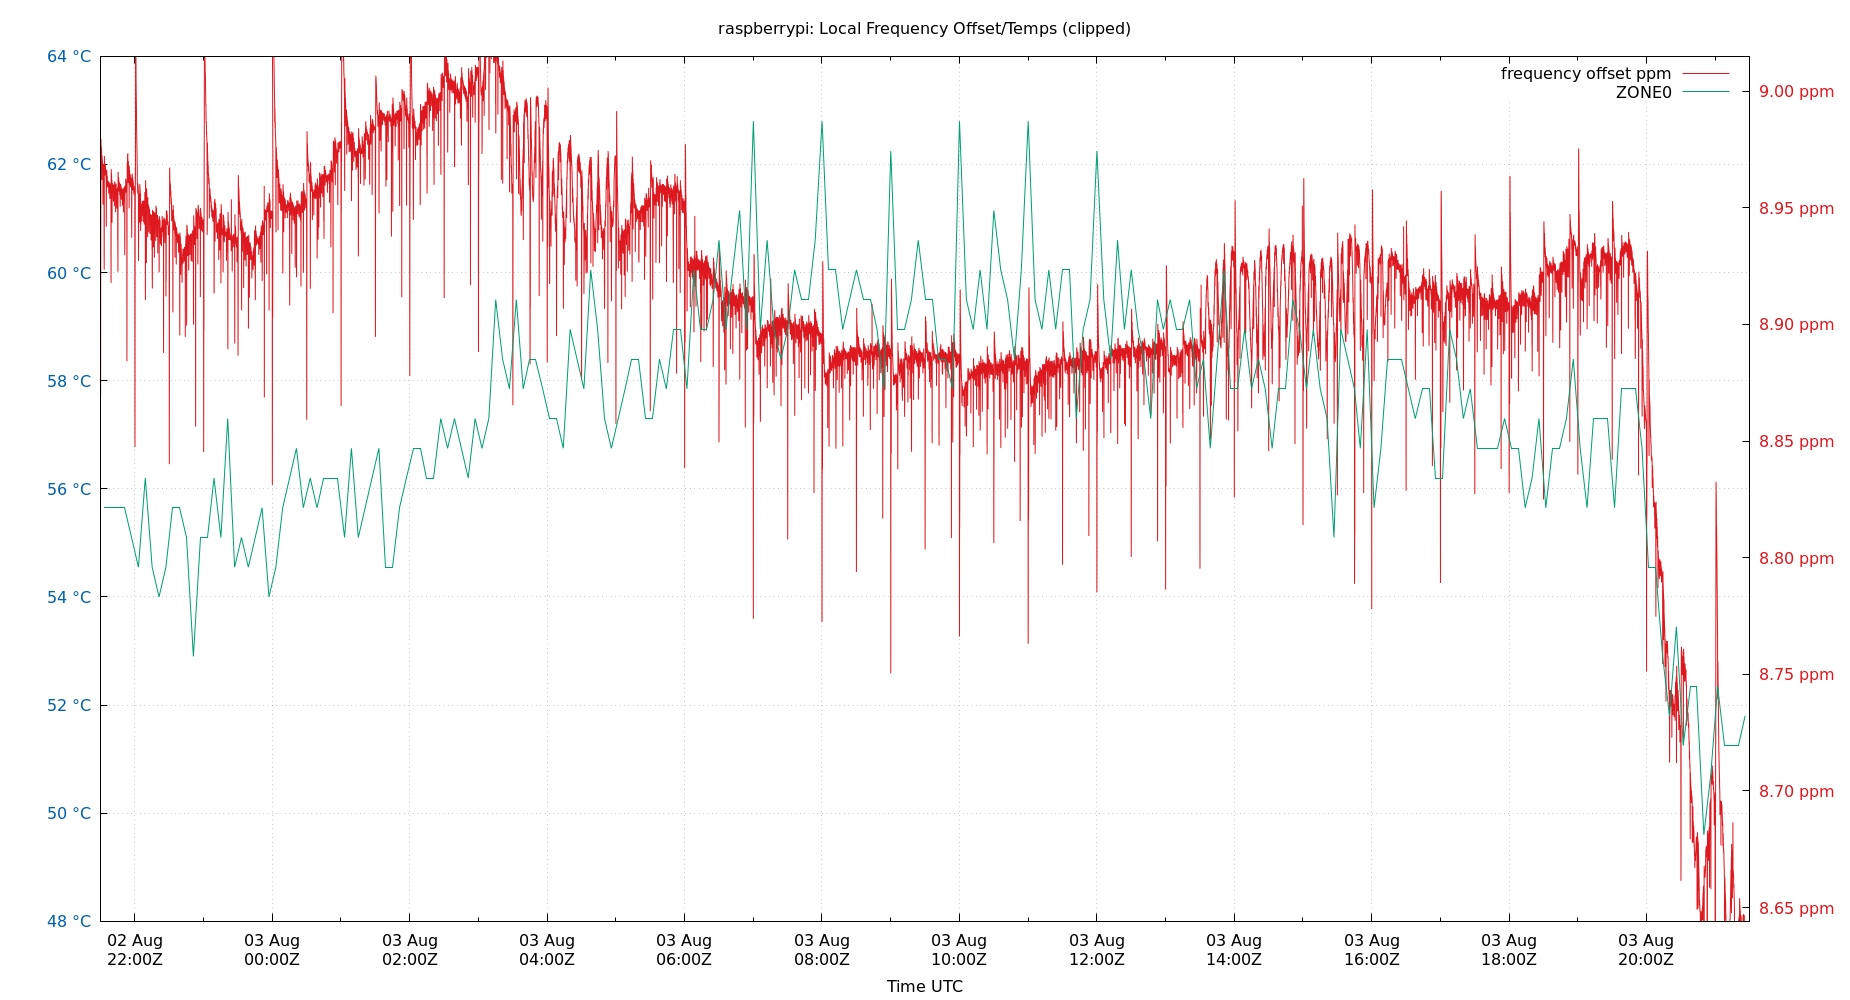 raspberrypi: Local Frequency Offset/Temps (clipped)
frequency offset ppm
ZONE0
64 °C
62 °C
60 °C
58 °C
56 °C
54 °C
52 °C
50 °C
48 °C
9.00 ppm
8.95 ppm
8.90 ppm
8.85 ppm
8.80 ppm
8.75 ppm
8.70 ppm
8.65 ppm
02 Aug 03 Aug 03 Aug 03 Aug 03 Aug 03 Aug 03 Aug 03 Aug 03 Aug 03 Aug 03 Aug 03 Aug
22:00Z 00:00Z 02:00Z 04:00Z 06:00Z 08:00Z 10:00Z 12:00Z 14:00Z 16:00Z 18:00Z 20:00Z
Time UTC